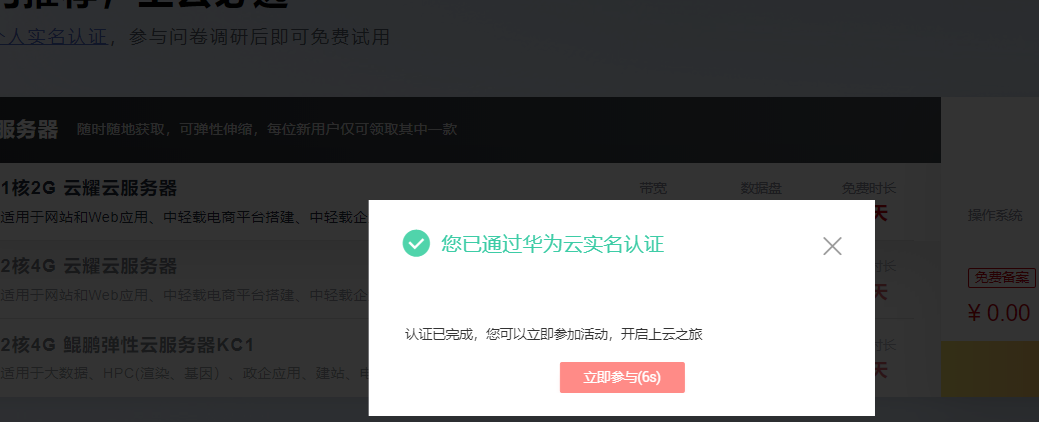 个人实名认证，参与问卷调研后即可免费试用
服务器 随时随地获取，可弹性伸缩，每位新用户仅可领取其中一款
1核2G 云耀云服务器
带宽 数据盘 免费时长
适用于网站和Web应用、中轻载电商平台搭建、中轻载企
天
操作系统
您已通过华为云实名认证
2核4G 云耀云服务器
时长
适用于网站和Web应用、中轻载电商平台搭建、中轻载企
天
免费备案
¥ 0.00
认证已完成，您可以立即参加活动，开启上云之旅
2核4G 鲲鹏弹性云服务器KC1
时长
适用于大数据、HPC(渲染、基因）、政企应用、建站、电
天
立即参与(6s)